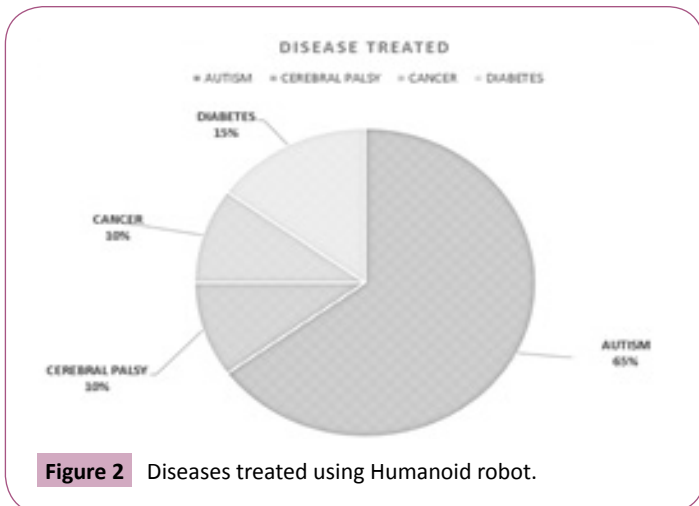 DISEASE TREATED
AUTISM CEREBRAL PALSY CANCER DIABETES
DIABETES
15%
CANCER
10%
CEREBRAL PALSY
10%
AUTISM
65%
Figure 2 Diseases treated using Humanoid robot.